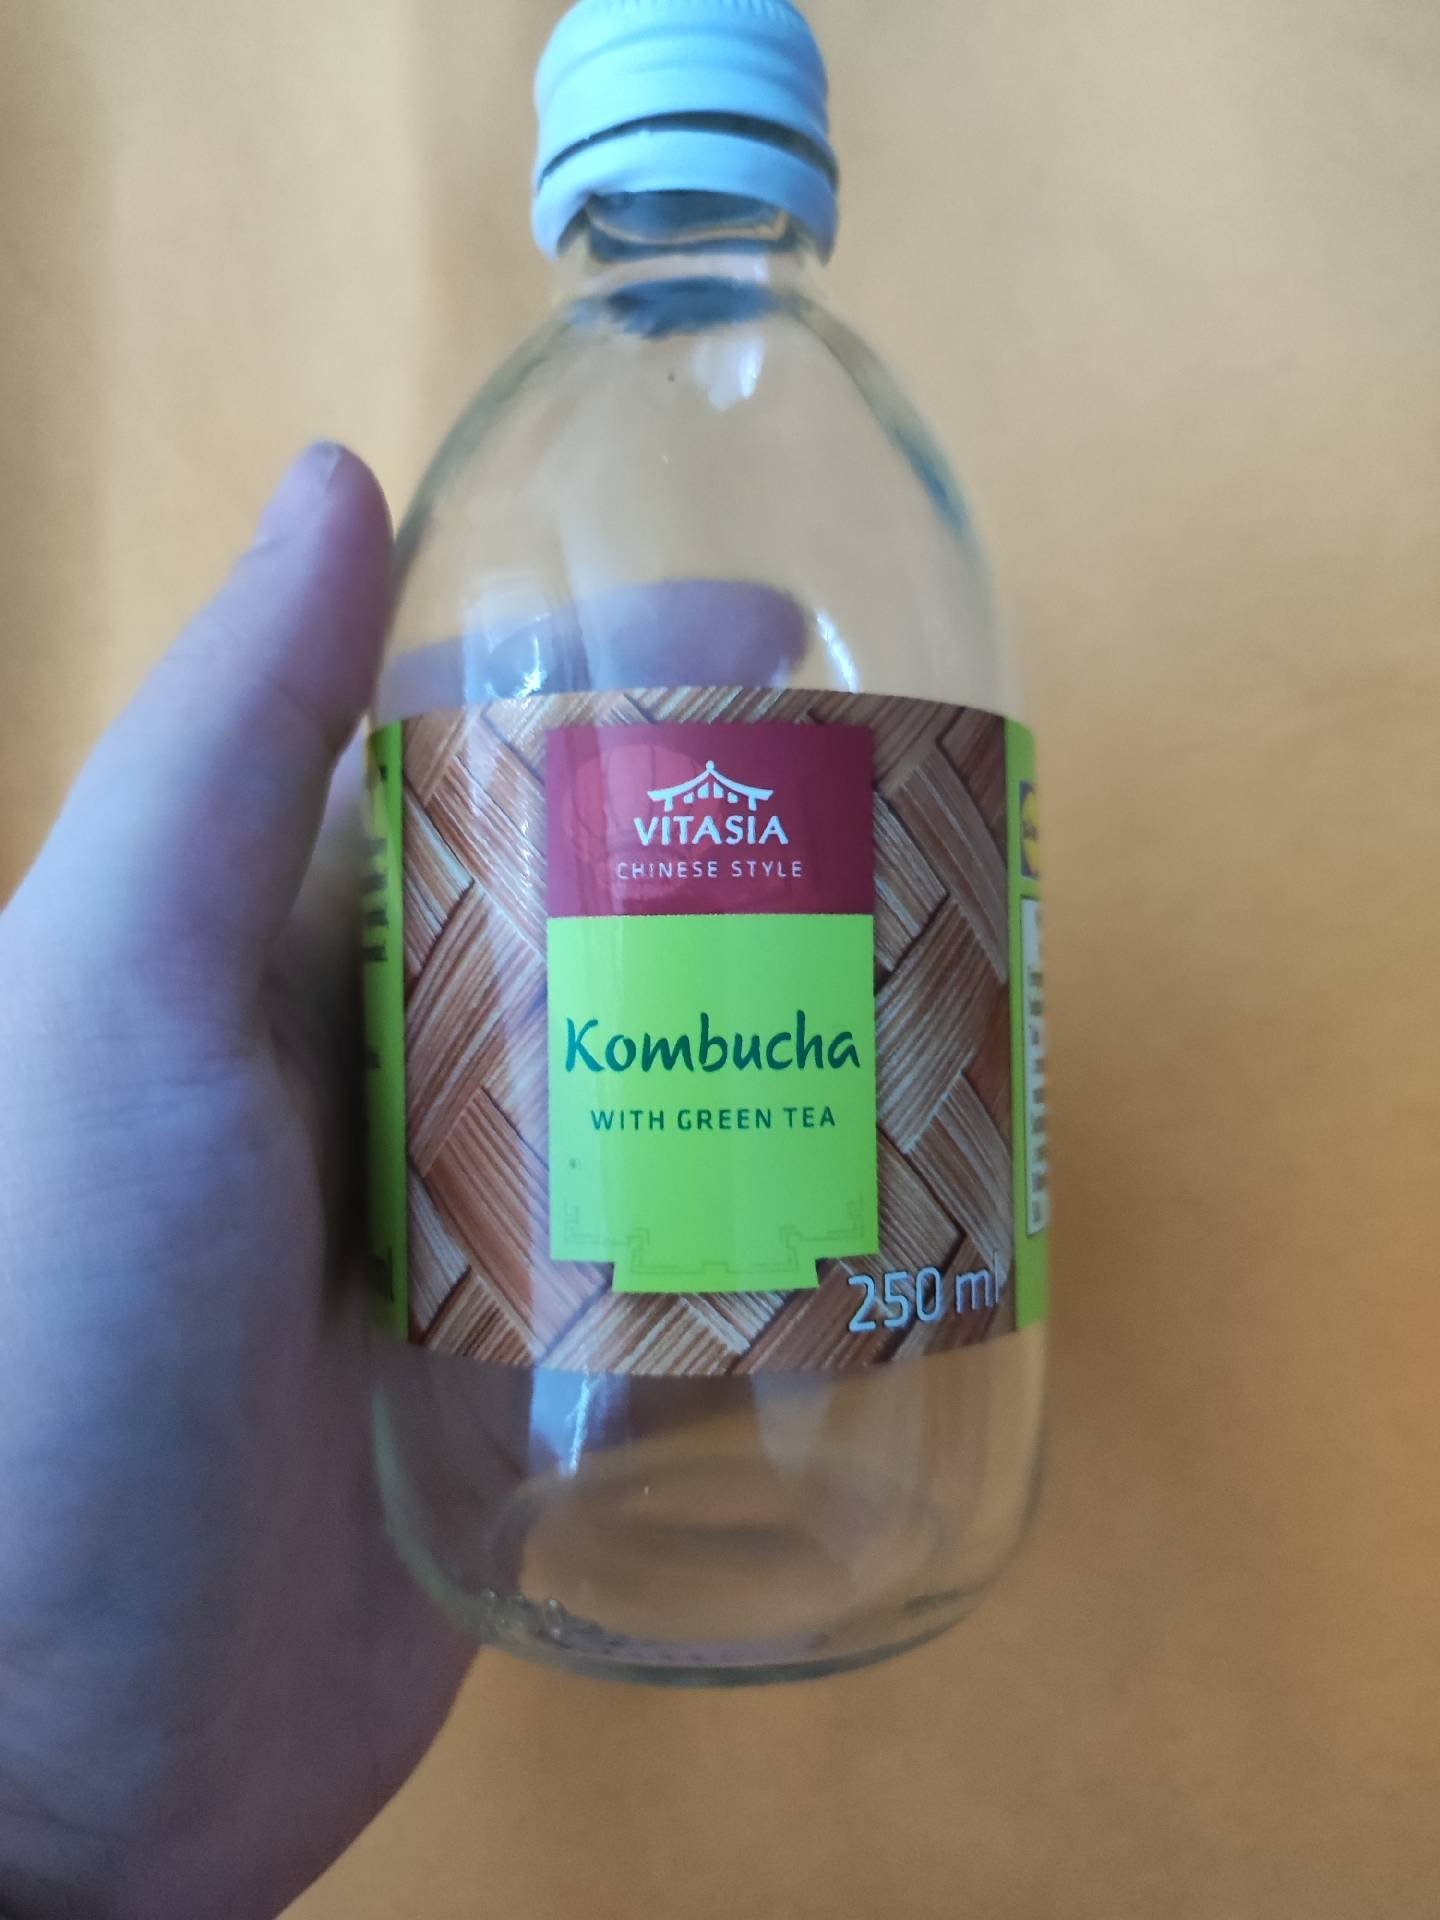 VITASIA
CHINESE STYLE
Kombucha
WITH GREEN TEA
250 ml